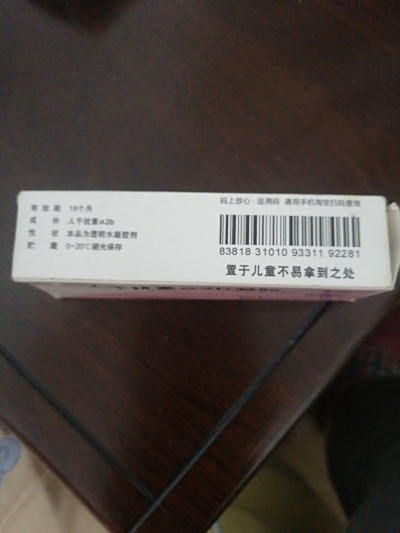 有效期 18个月
成份 人干扰素α2b
性状 本品为透明水凝胶剂
贮藏 0~20℃避光保存
码上放心·追溯码 请用手机淘宝扫码查询
83818 31010 93311 92281
置于儿童不易拿到之处